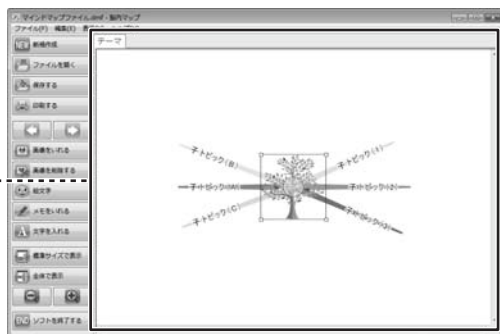 マインドマップファイル.dmf - 脳内マップ
ファイル(F) 編集(E)
新規作成
ファイルを開く
保存する
印刷する
画像をいれる
画像を削除する
絵文字
メモをいれる
文字を入れる
標準サイズで表示
全体で表示
ソフトを終了する
テーマ
子トピック(B)
子トピック(1)
子トピック(A)
子トピック(2)
子トピック(C)
子トピック(3)